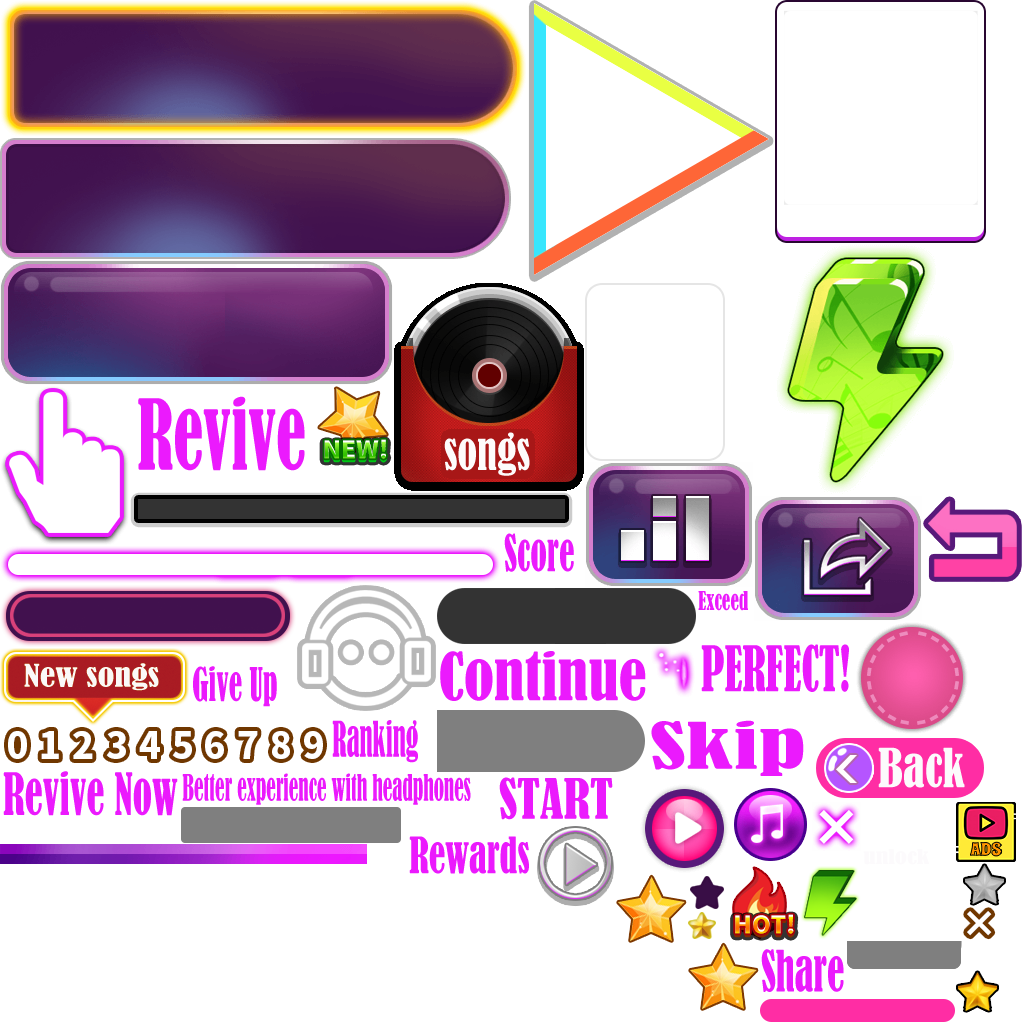 Revive
NEW!
songs
Score
Exceed
New songs
Give Up
Continue
PERFECT!
0123456789
Ranking
Skip
Back
Revive Now
Better experience with headphones
START
ADS
Rewards
unlock
HOT!
Share